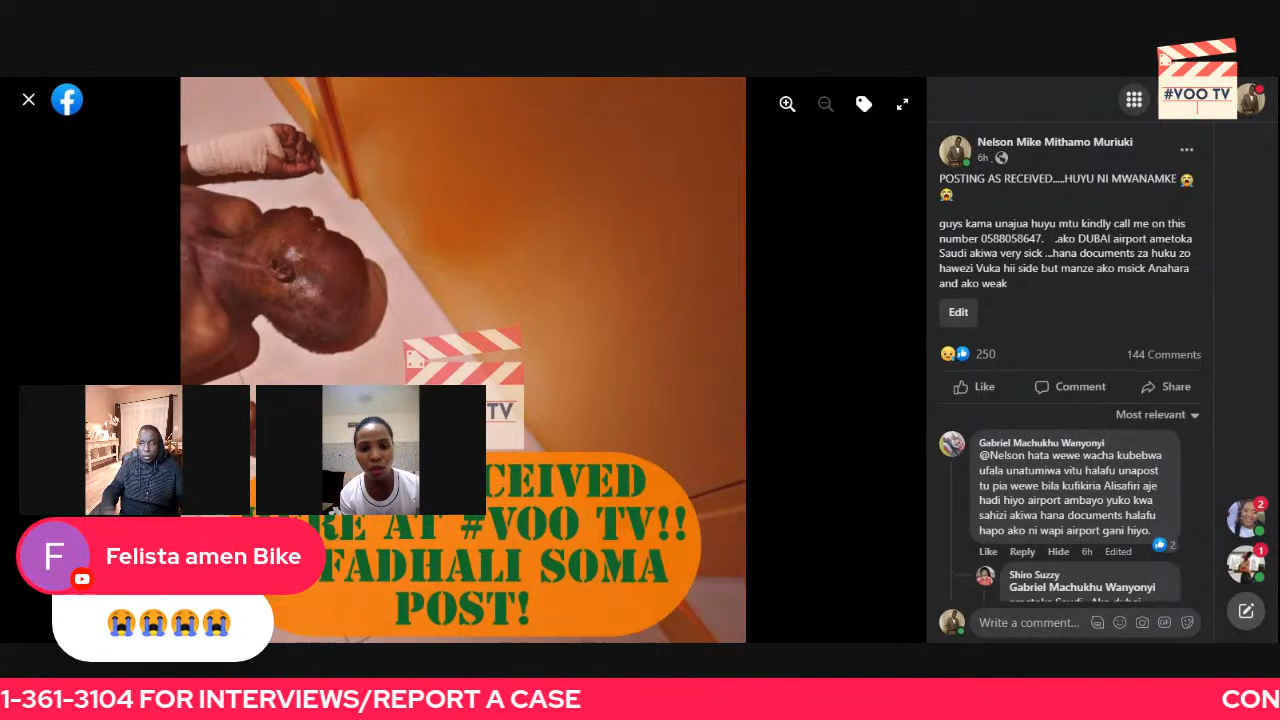 #VOO TV
Nelson Mike Mithamo Muriuki
6h
POSTING AS RECEIVED.....HUYU NI MWANAMKE 😭
😭
guys kama unajua huyu mtu kindly call me on this
number 0588058647. .ako DUBAI airport ametoka
Saudi akiwa very sick ...hana documents za huku zo
hawezi Vuka hii side but manze ako msick Anahara
and ako weak
Edit
250
144 Comments
Like
Comment
Share
Most relevant
Gabriel Machukhu Wanyonyi
@Nelson hata wewe wacha kubebwa
ufala unatumiwa vitu halafu unapost
tu pia wewe bila kufikiria Alisafiri aje
hadi hiyo airport ambayo yuko kwa
sahizi akiwa hana documents halafu
hapo ako ni wapi airport gani hiyo.
2
Like Reply Hide 6h Edited
Shiro Suzzy
Gabriel Machukhu Wanyonyi
Write a comment...
2
1
TV
CEIVED
ERE AT #VOO TV!!
FADHALI SOMA
POST!
F
Felista amen Bike
😭😭😭😭
1-361-3104 FOR INTERVIEWS/REPORT A CASE
CON